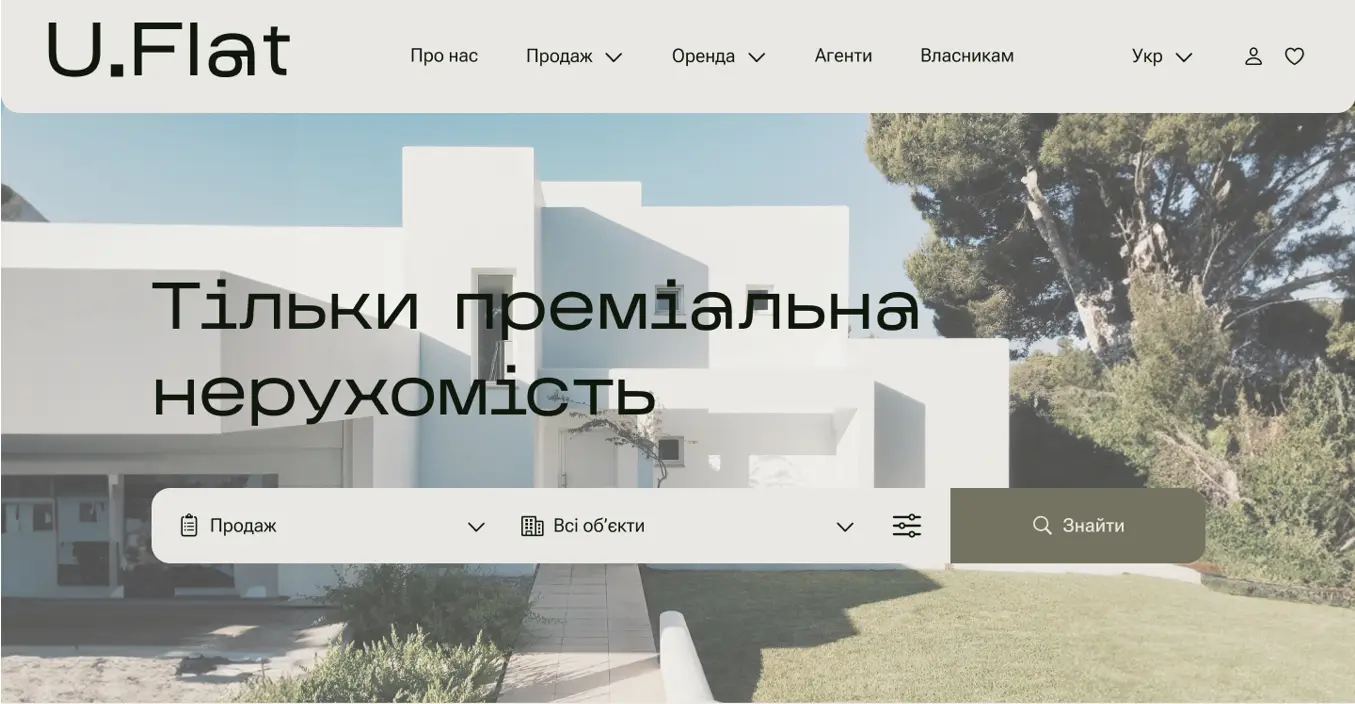 U.Flat
Про нас Продаж Оренда Агенти Власникам Укр
Тільки преміальна
нерухомість
Продаж Всі об’єкти Знайти